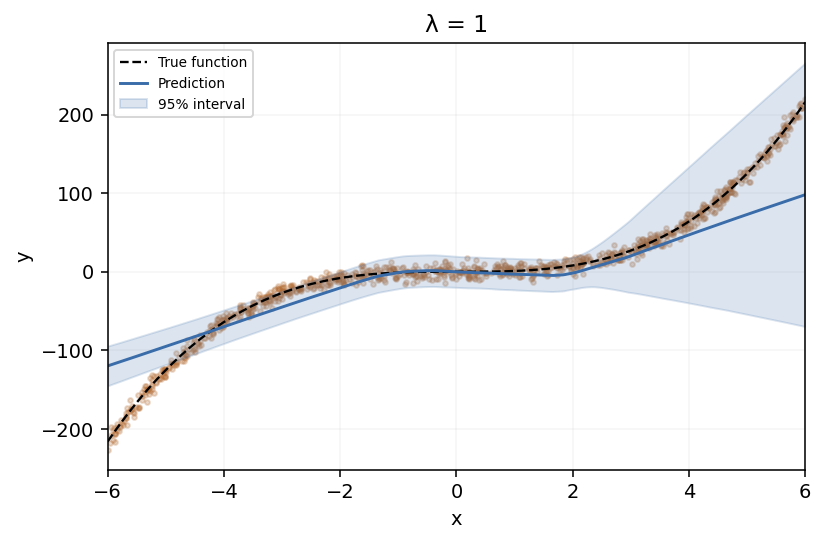 λ = 1
True function
Prediction
95% interval
y
200
100
0
−100
−200
−6 −4 −2 0 2 4 6
x